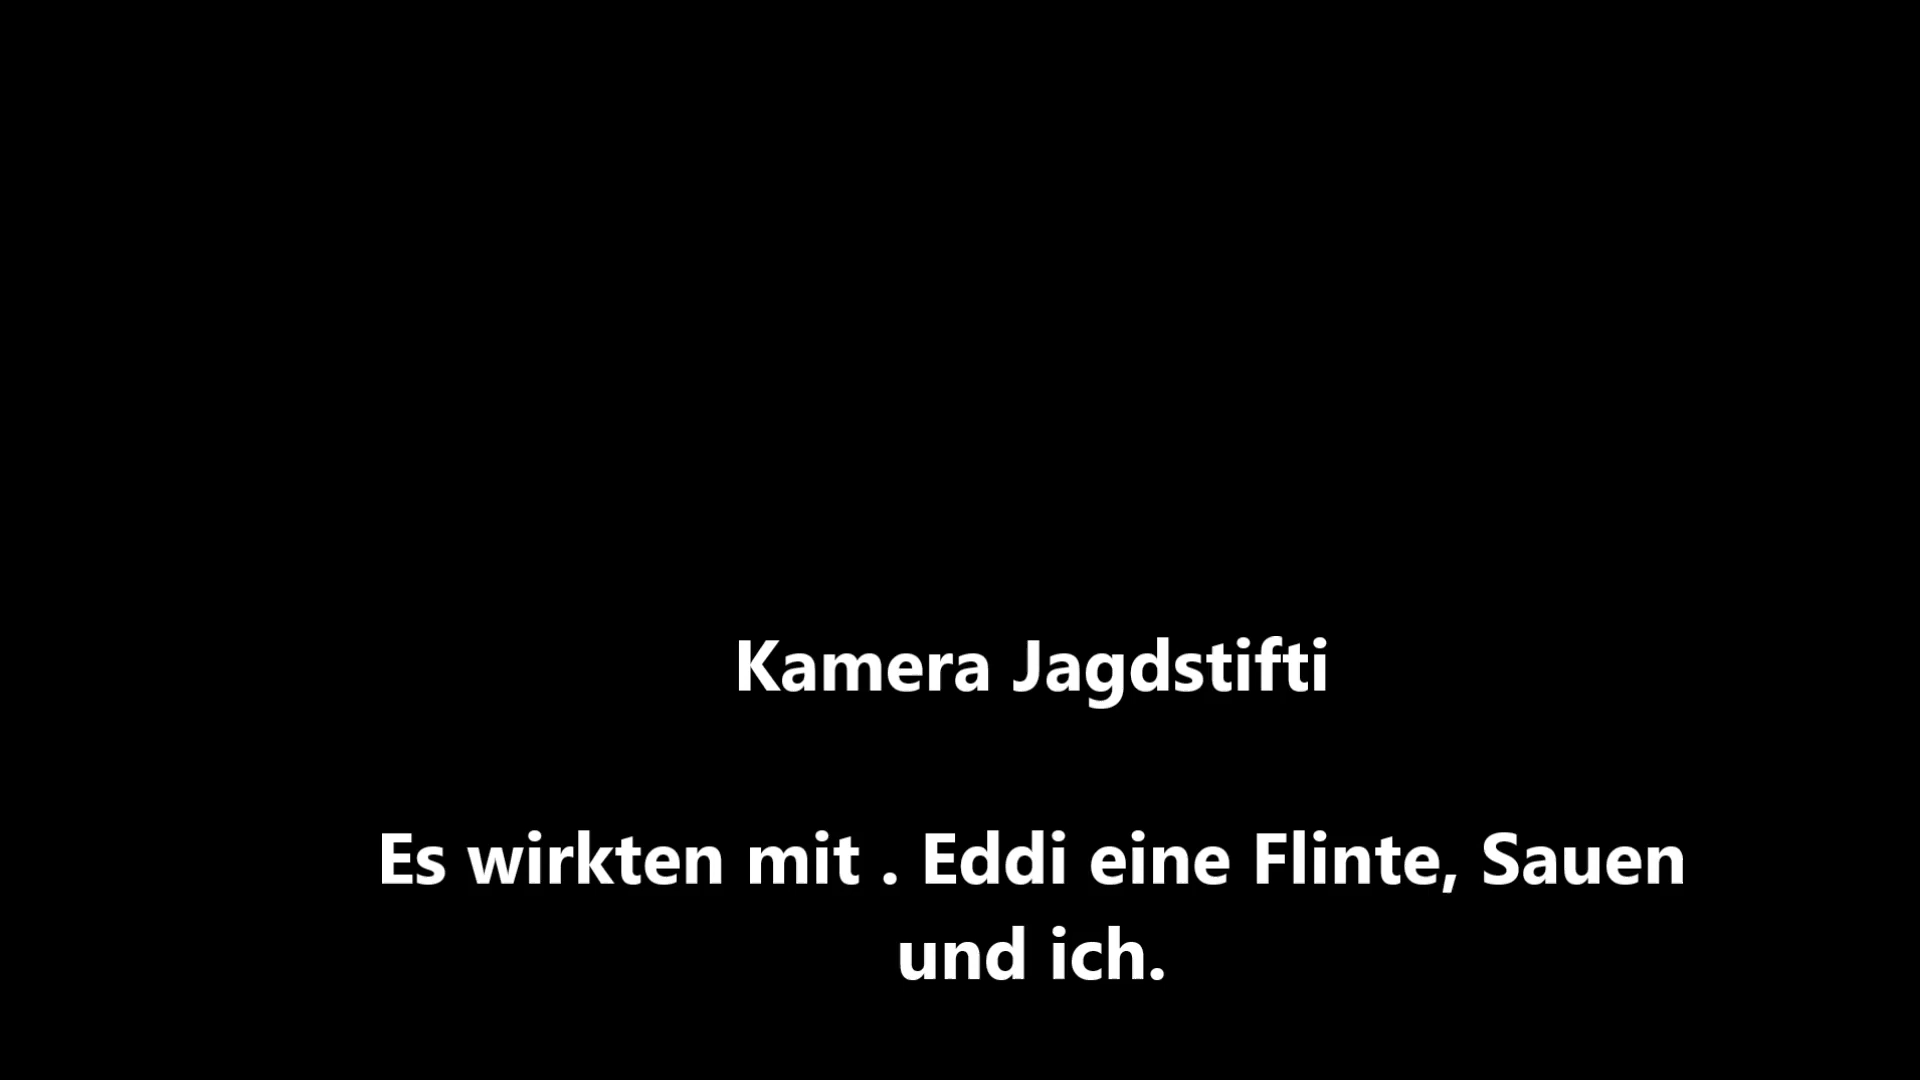 Kamera Jagdstifti
Es wirkten mit . Eddi eine Flinte, Sauen
und ich.